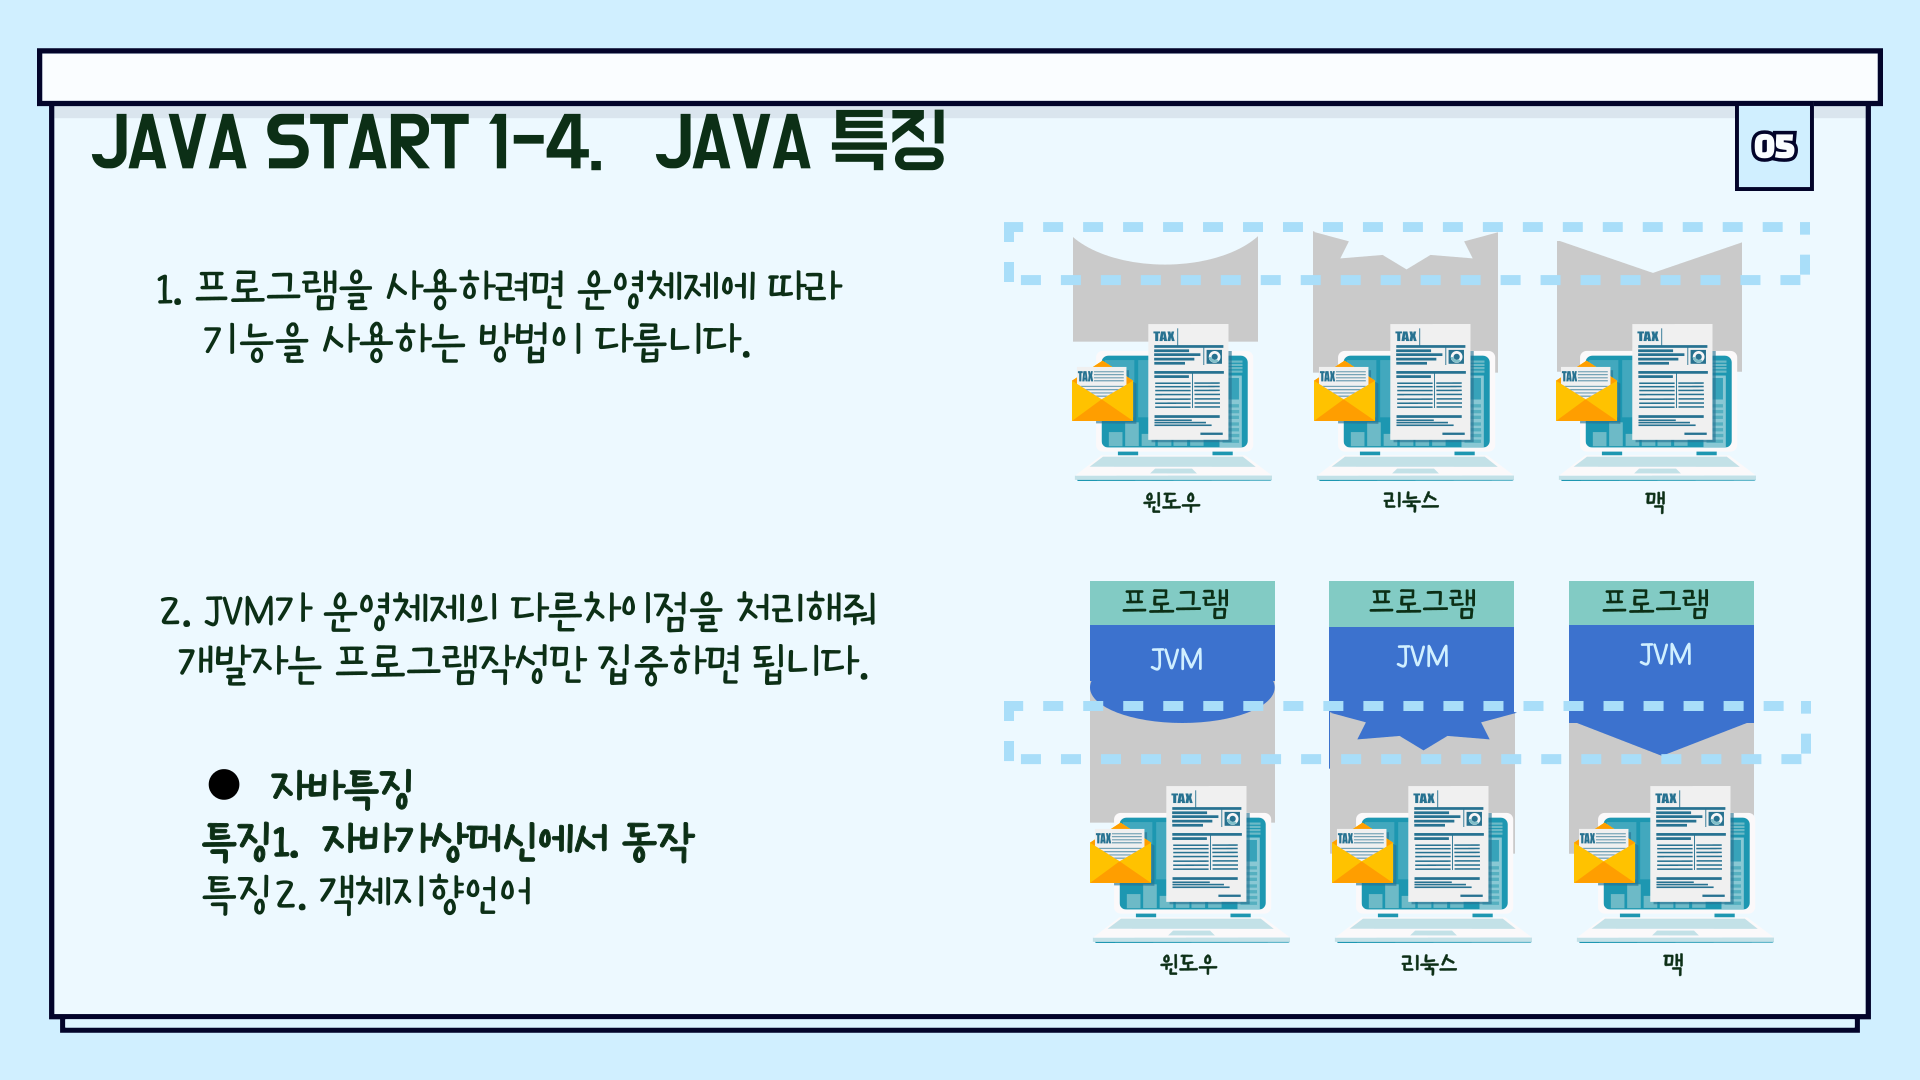 JAVA START 1-4. JAVA 특징
05
1. 프로그램을 사용하려면 운영체제에 따라
기능을 사용하는 방법이 다릅니다.
TAX
TAX
TAX
TAX
TAX
TAX
윈도우
리눅스
맥
2. JVM가 운영체제의 다른차이점을 처리해줘
개발자는 프로그램작성만 집중하면 됩니다.
프로그램
프로그램
프로그램
JVM
JVM
JVM
● 자바특징
특징1. 자바가상머신에서 동작
특징2. 객체지향언어
TAX
TAX
TAX
TAX
TAX
TAX
윈도우
리눅스
맥